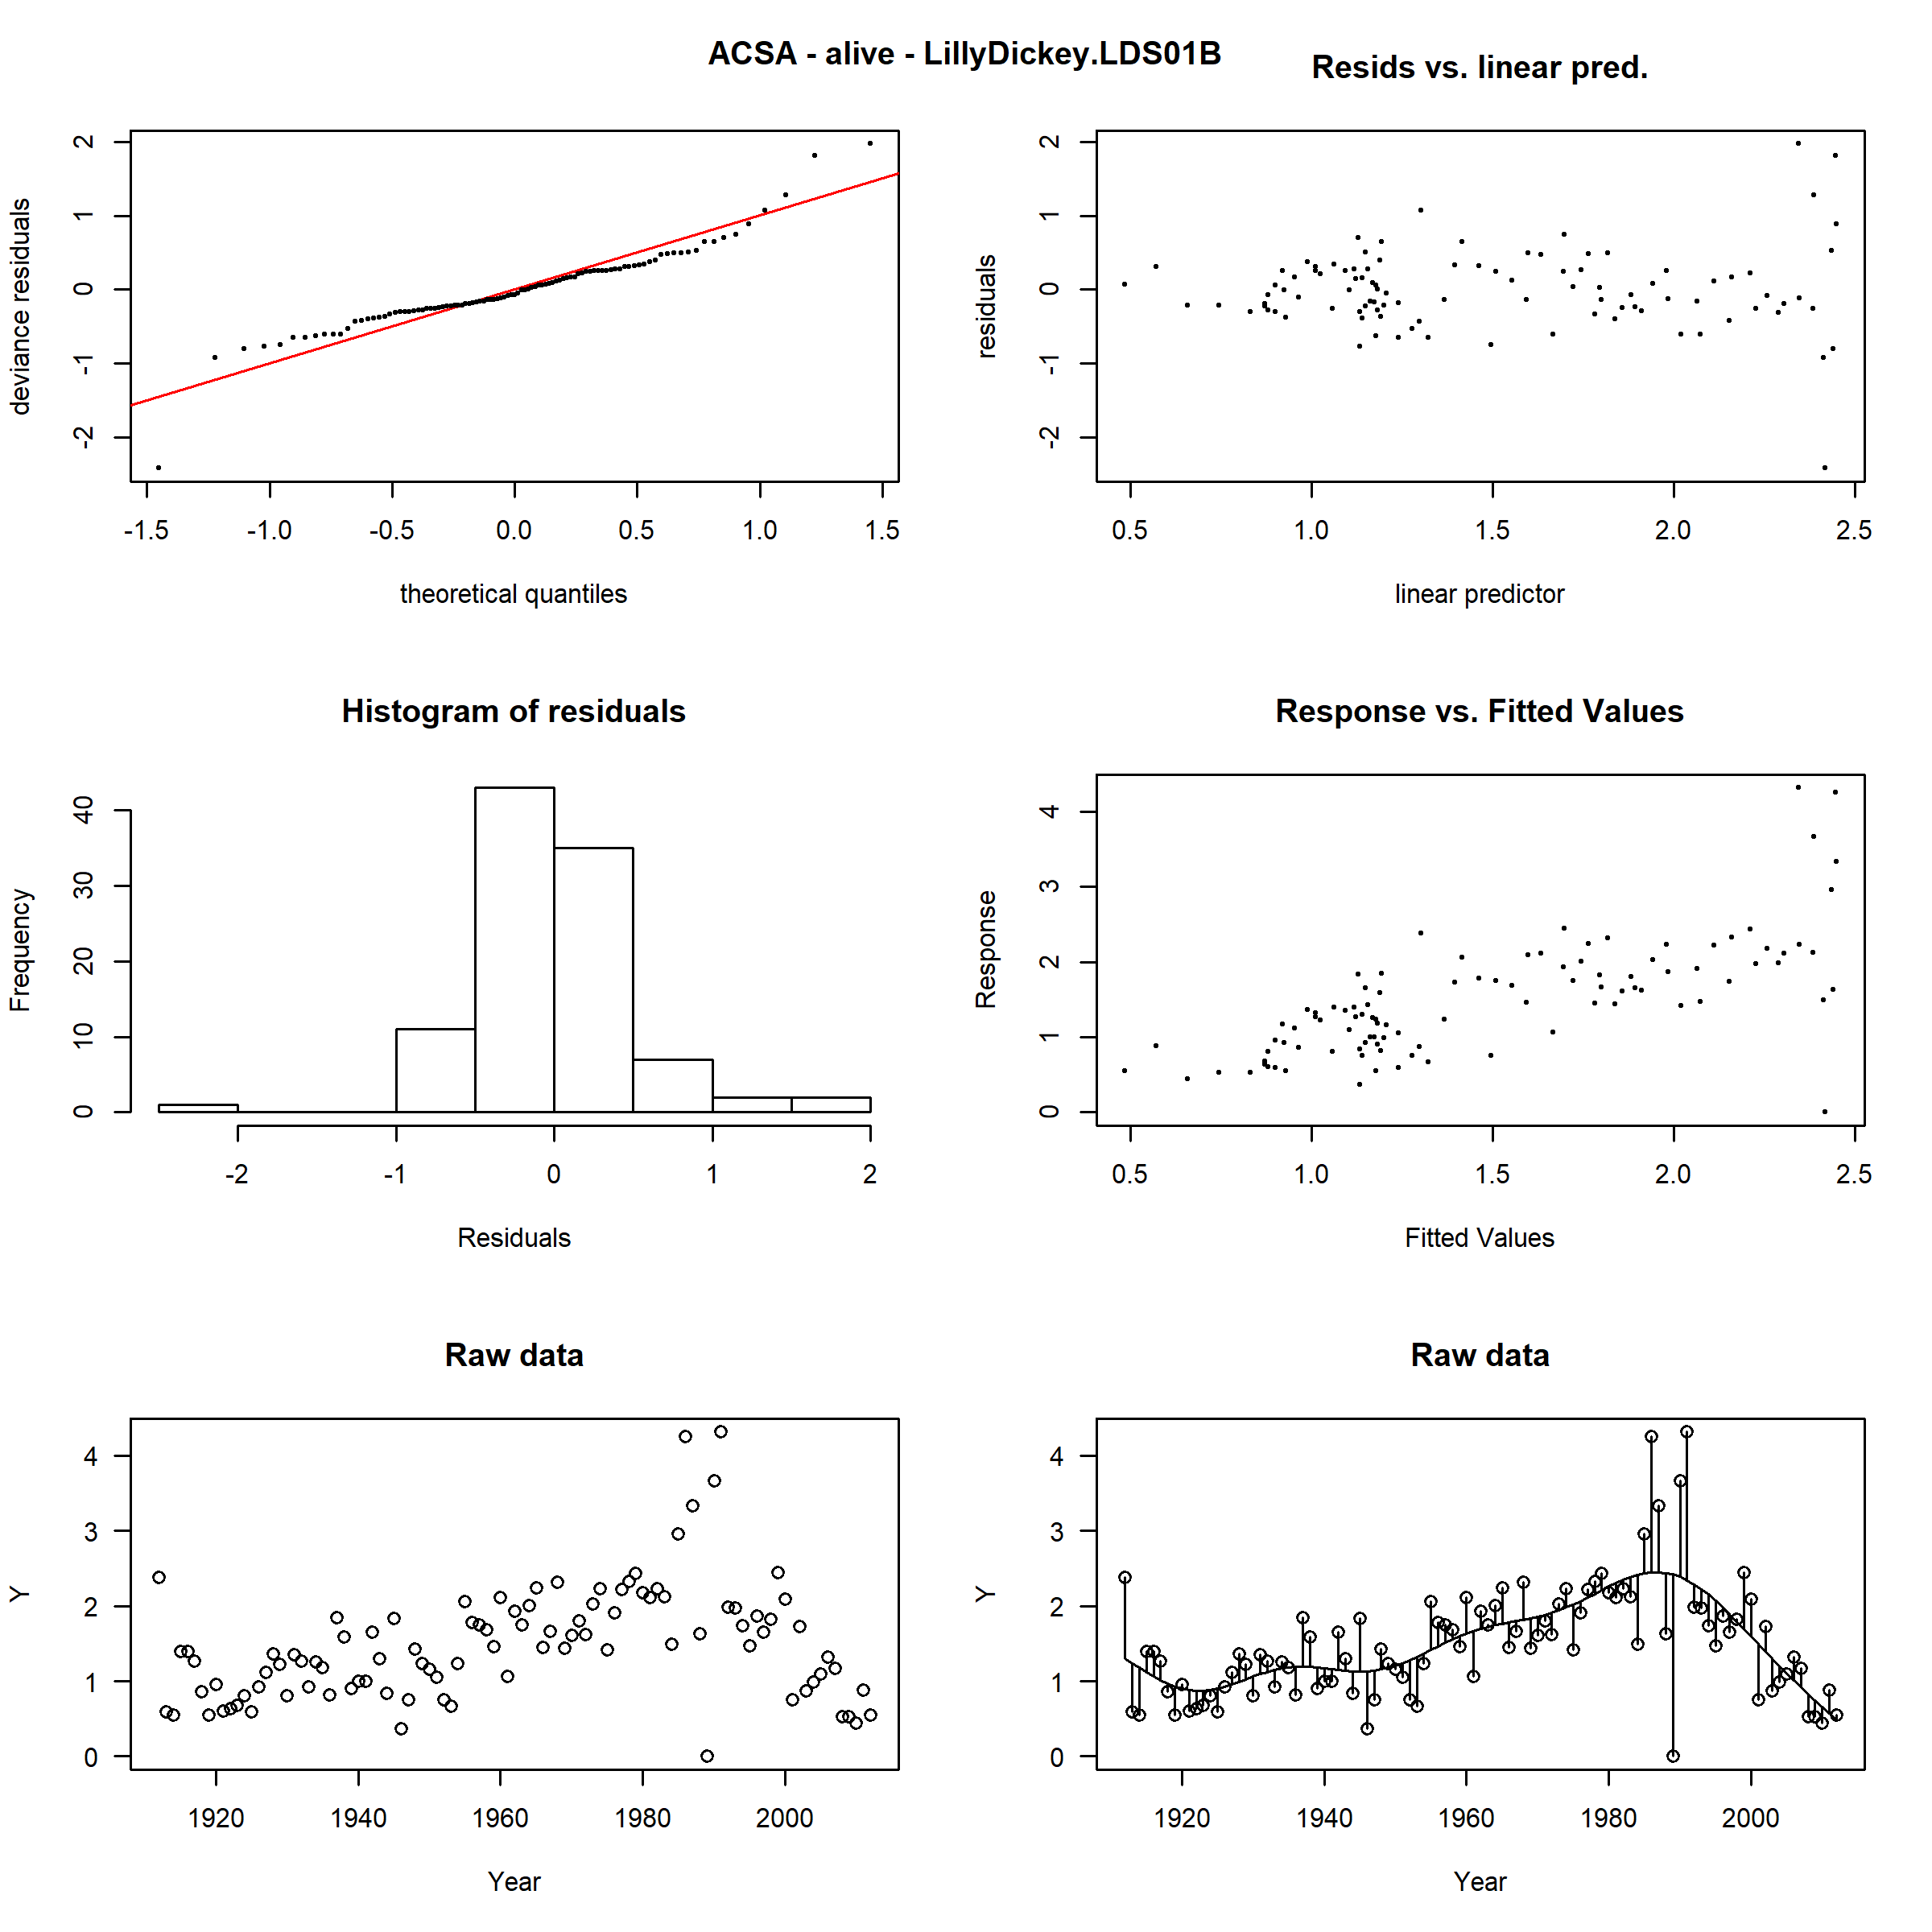 ACSA - alive - LillyDickey.LDS01B
Resids vs. linear pred.
deviance residuals
2
1
0
-1
-2
-1.5 -1.0 -0.5 0.0 0.5 1.0 1.5
theoretical quantiles
residuals
2
1
0
-1
-2
0.5 1.0 1.5 2.0 2.5
linear predictor
Histogram of residuals
Frequency
40
30
20
10
0
-2 -1 0 1 2
Residuals
Response vs. Fitted Values
Response
4
3
2
1
0
0.5 1.0 1.5 2.0 2.5
Fitted Values
Raw data
Y
4
3
2
1
0
1920 1940 1960 1980 2000
Year
Raw data
Y
4
3
2
1
0
1920 1940 1960 1980 2000
Year